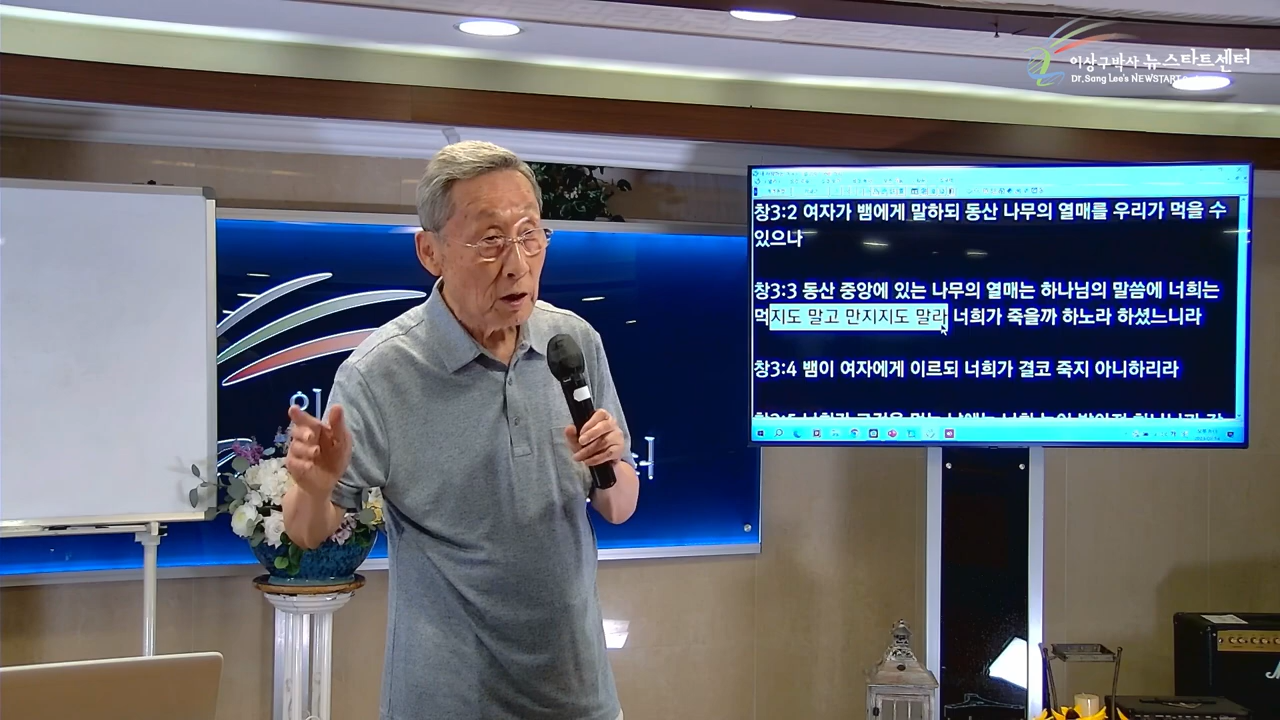 이상구박사 뉴스타트센터
Dr. Sang Lee's NEWSTART
창3:2 여자가 뱀에게 말하되 동산 나무의 열매를 우리가 먹을 수
있으나
창3:3 동산 중앙에 있는 나무의 열매는 하나님의 말씀에 너희는
먹지도 말고 만지지도 말라 너희가 죽을까 하노라 하셨느니라
창3:4 뱀이 여자에게 이르되 너희가 결코 죽지 아니하리라